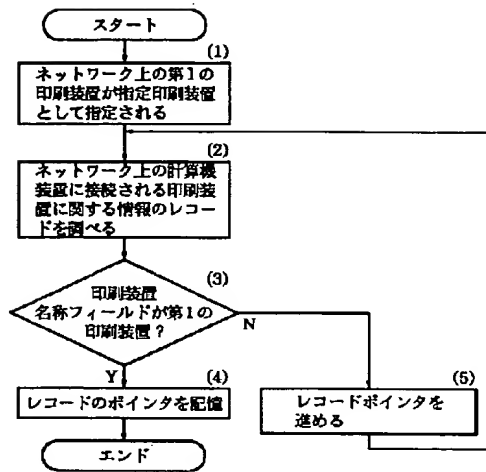 スタート
(1)
ネットワーク上の第1の
印刷装置が指定印刷装置
として指定される
(2)
ネットワーク上の計算機
装置に接続される印刷装
置に関する情報のレコー
ドを調べる
(3)
印刷装置
名称フィールドが第1の
印刷装置?
N
Y
(4)
レコードのポインタを記憶
(5)
レコードポインタを
進める
エンド